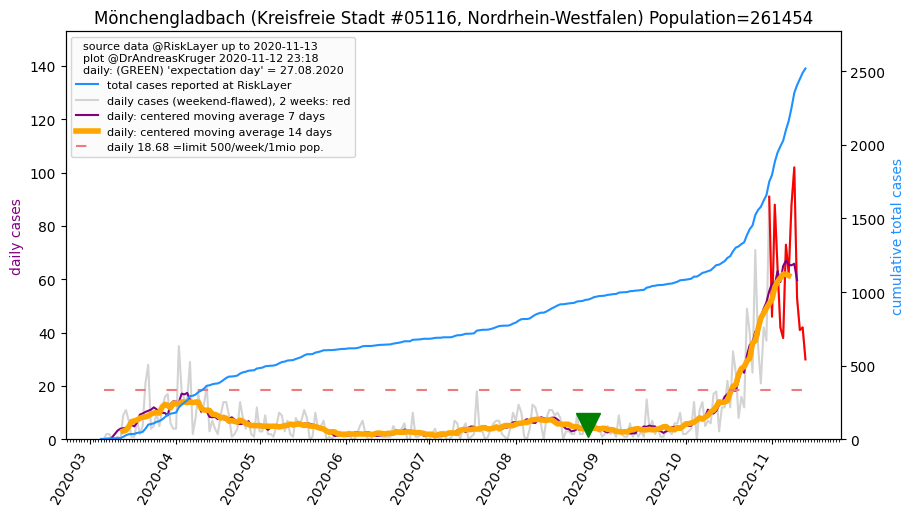 Mönchengladbach (Kreisfreie Stadt #05116, Nordrhein-Westfalen) Population=261454
source data @RiskLayer up to 2020-11-13
plot @DrAndreasKruger 2020-11-12 23:18
daily: (GREEN) 'expectation day' = 27.08.2020
total cases reported at RiskLayer
daily cases (weekend-flawed), 2 weeks: red
daily: centered moving average 7 days
daily: centered moving average 14 days
daily 18.68 =limit 500/week/1mio pop.
daily cases
140
120
100
80
60
40
20
0
cumulative total cases
2500
2000
1500
1000
500
0
2020-03
2020-04
2020-05
2020-06
2020-07
2020-08
2020-09
2020-10
2020-11